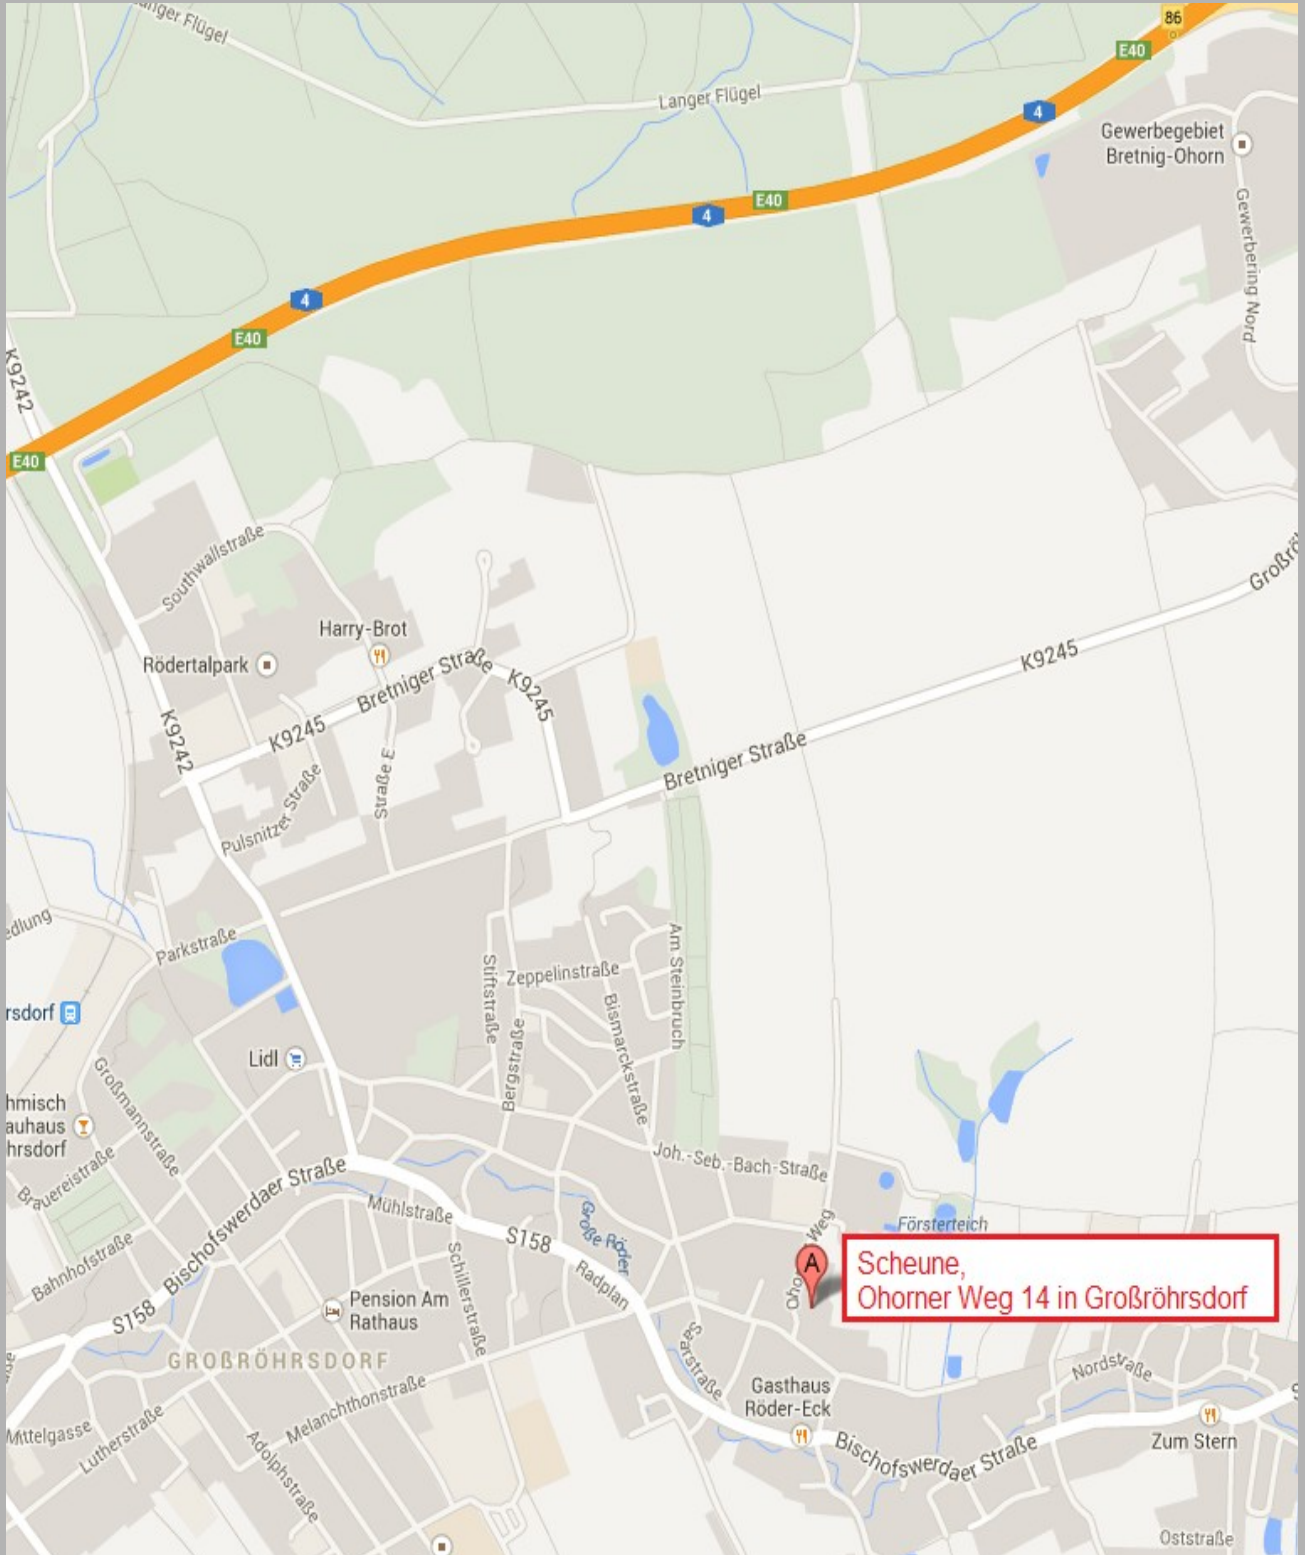 Langer Flügel
86
E40
4
Langer Flügel
Gewerbegebiet
Bretnig-Ohorn
E40
4
Gewerbering Nord
4
E40
K9242
E40
Southwallstraße
Harry-Brot
Rödertalpark
Bretniger Straße
K9245
K9245
K9245
K9242
Bretniger Straße
Straße E
Pulsnitzer Straße
Parkstraße
Am Steinbruch
Stiftstraße
Zeppelinstraße
Bismarckstraße
Bergstraße
rsdorf
Lidl
Großmannstraße
hmisch
auhaus
hrsdorf
Brauereistraße
Joh.-Seb.-Bach-Straße
Bischofswerdaer Straße
Mühlstraße
Große Röder
Weg
Försterteich
S158
Bahnhofstraße
Schillerstraße
Radplan
A
Scheune,
Ohorner Weg 14 in Großröhrsdorf
Pension Am
Rathaus
S158
GROßRÖHRSDORF
Nordstraße
Melanchthonstraße
Gasthaus
Röder-Eck
Mittelgasse
Lutherstraße
Adolphstraße
Bischofswerdaer Straße
Zum Stern
Oststraße